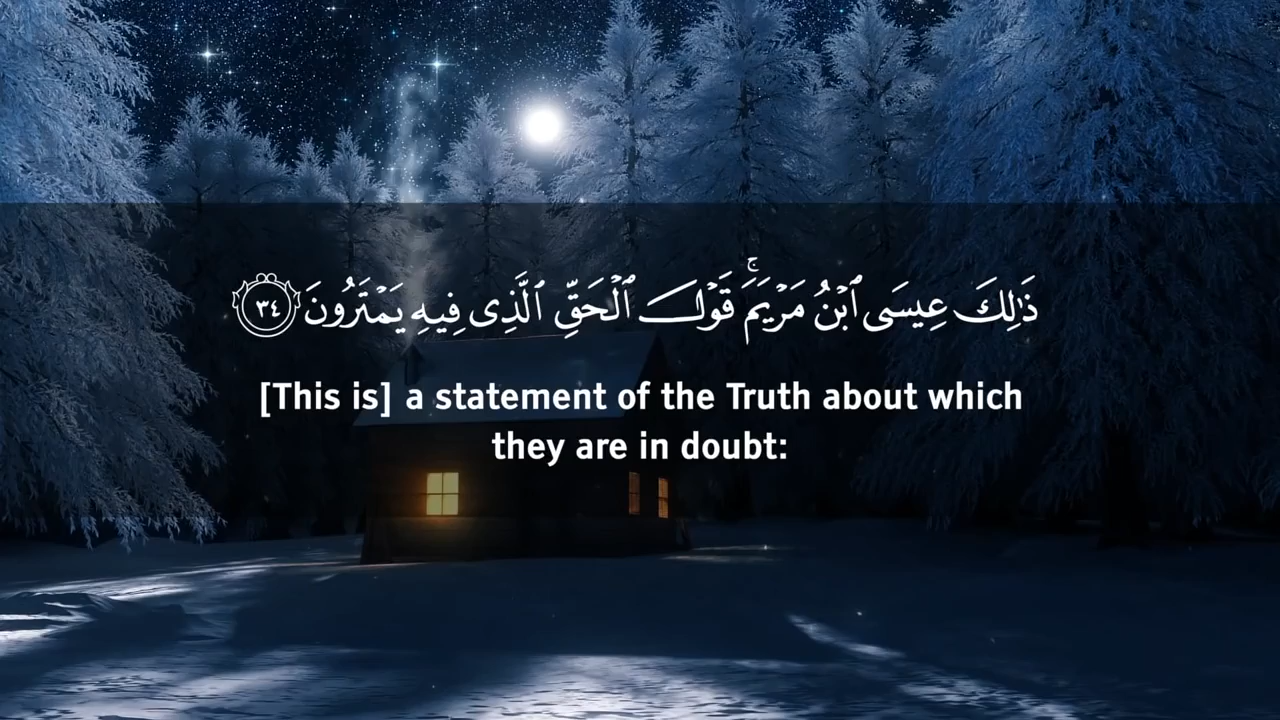 ذَٰلِكَ عِيسَى ٱبْنُ مَرْيَمَ ۚ قَوْلَ ٱلْحَقِّ ٱلَّذِى فِيهِ يَمْتَرُونَ ٣٤
[This is] a statement of the Truth about which
they are in doubt: